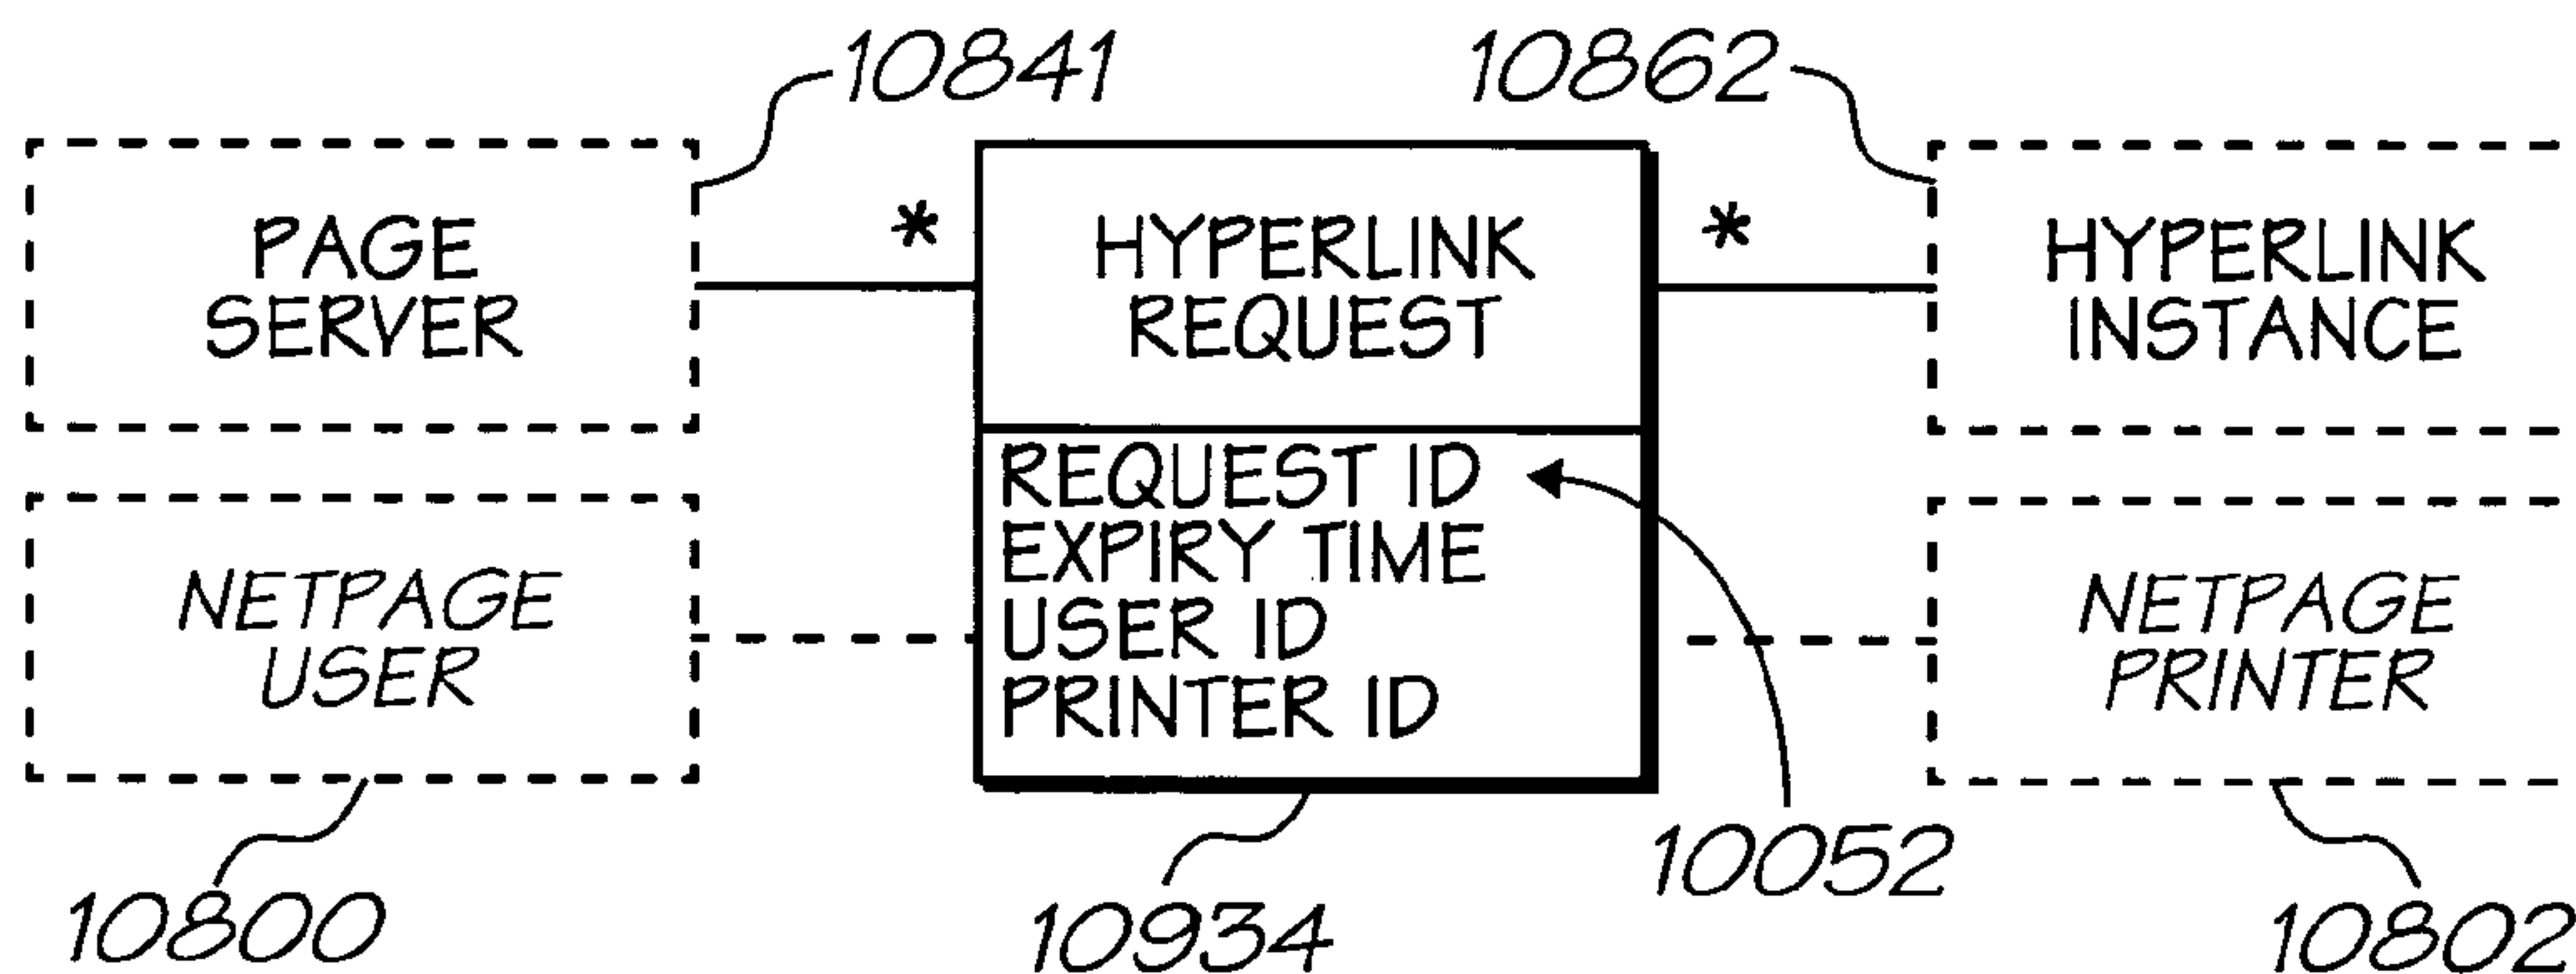 10841
10862
PAGE
SERVER
*
HYPERLINK
REQUEST
*
HYPERLINK
INSTANCE
NETPAGE
USER
REQUEST ID
EXPIRY TIME
USER ID
PRINTER ID
NETPAGE
PRINTER
10800
10934
10052
10802